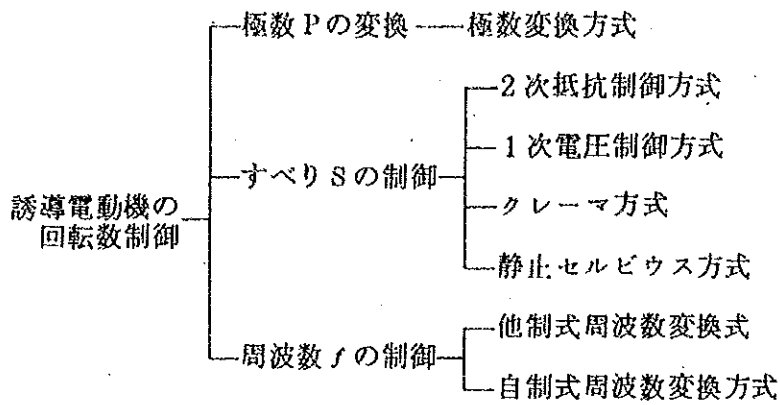 極数Pの変換
極数変換方式
2次抵抗制御方式
1次電圧制御方式
すべりSの制御
誘導電動機の
回転数制御
クレーマ方式
静止セルビウス方式
他制式周波数変換式
周波数fの制御
自制式周波数変換方式